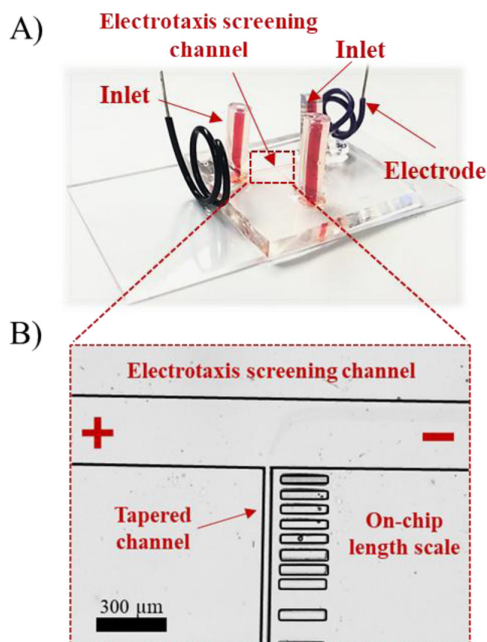 A)
Electrotaxis screening
channel
Inlet
Inlet
Electrode
B)
Electrotaxis screening channel
+
−
Tapered
channel
On-chip
length scale
300 µm